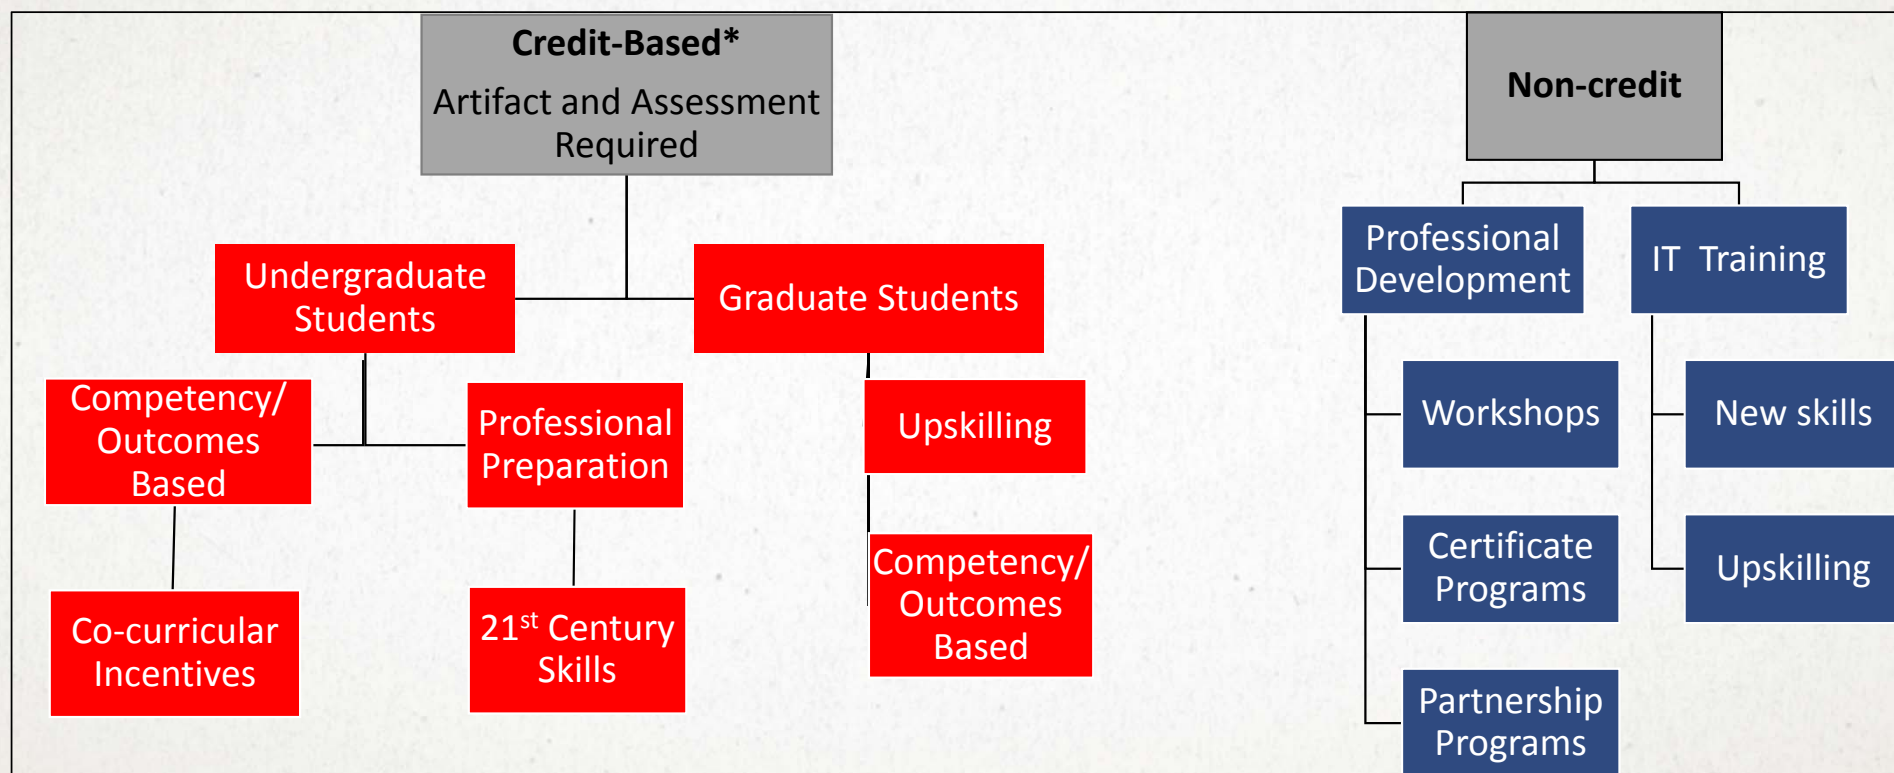 Credit-Based*
Artifact and Assessment
Required
Undergraduate
Students
Graduate Students
Competency/
Outcomes
Based
Professional
Preparation
Upskilling
Co-curricular
Incentives
21st Century
Skills
Competency/
Outcomes
Based
Non-credit
Professional
Development
IT  Training
Workshops
New skills
Certificate
Programs
Upskilling
Partnership
Programs